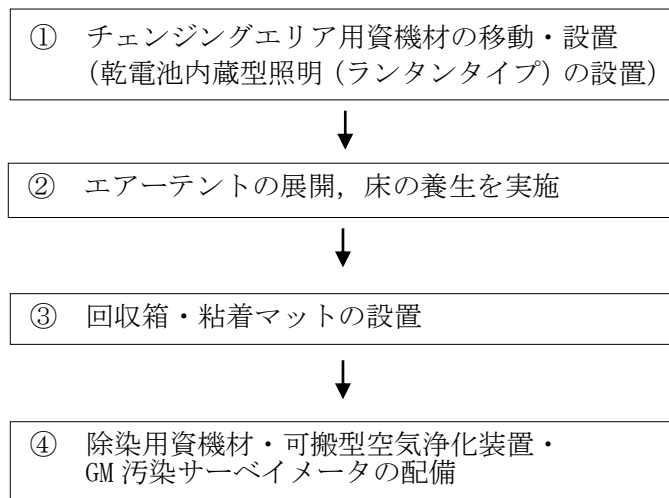 ① チェンジングエリア用資機材の移動・設置
(乾電池内蔵型照明(ランタンタイプ)の設置)
② エアーテントの展開，床の養生を実施
③ 回収箱・粘着マットの設置
④ 除染用資機材・可搬型空気浄化装置・
GM 汚染サーベイメータの配備